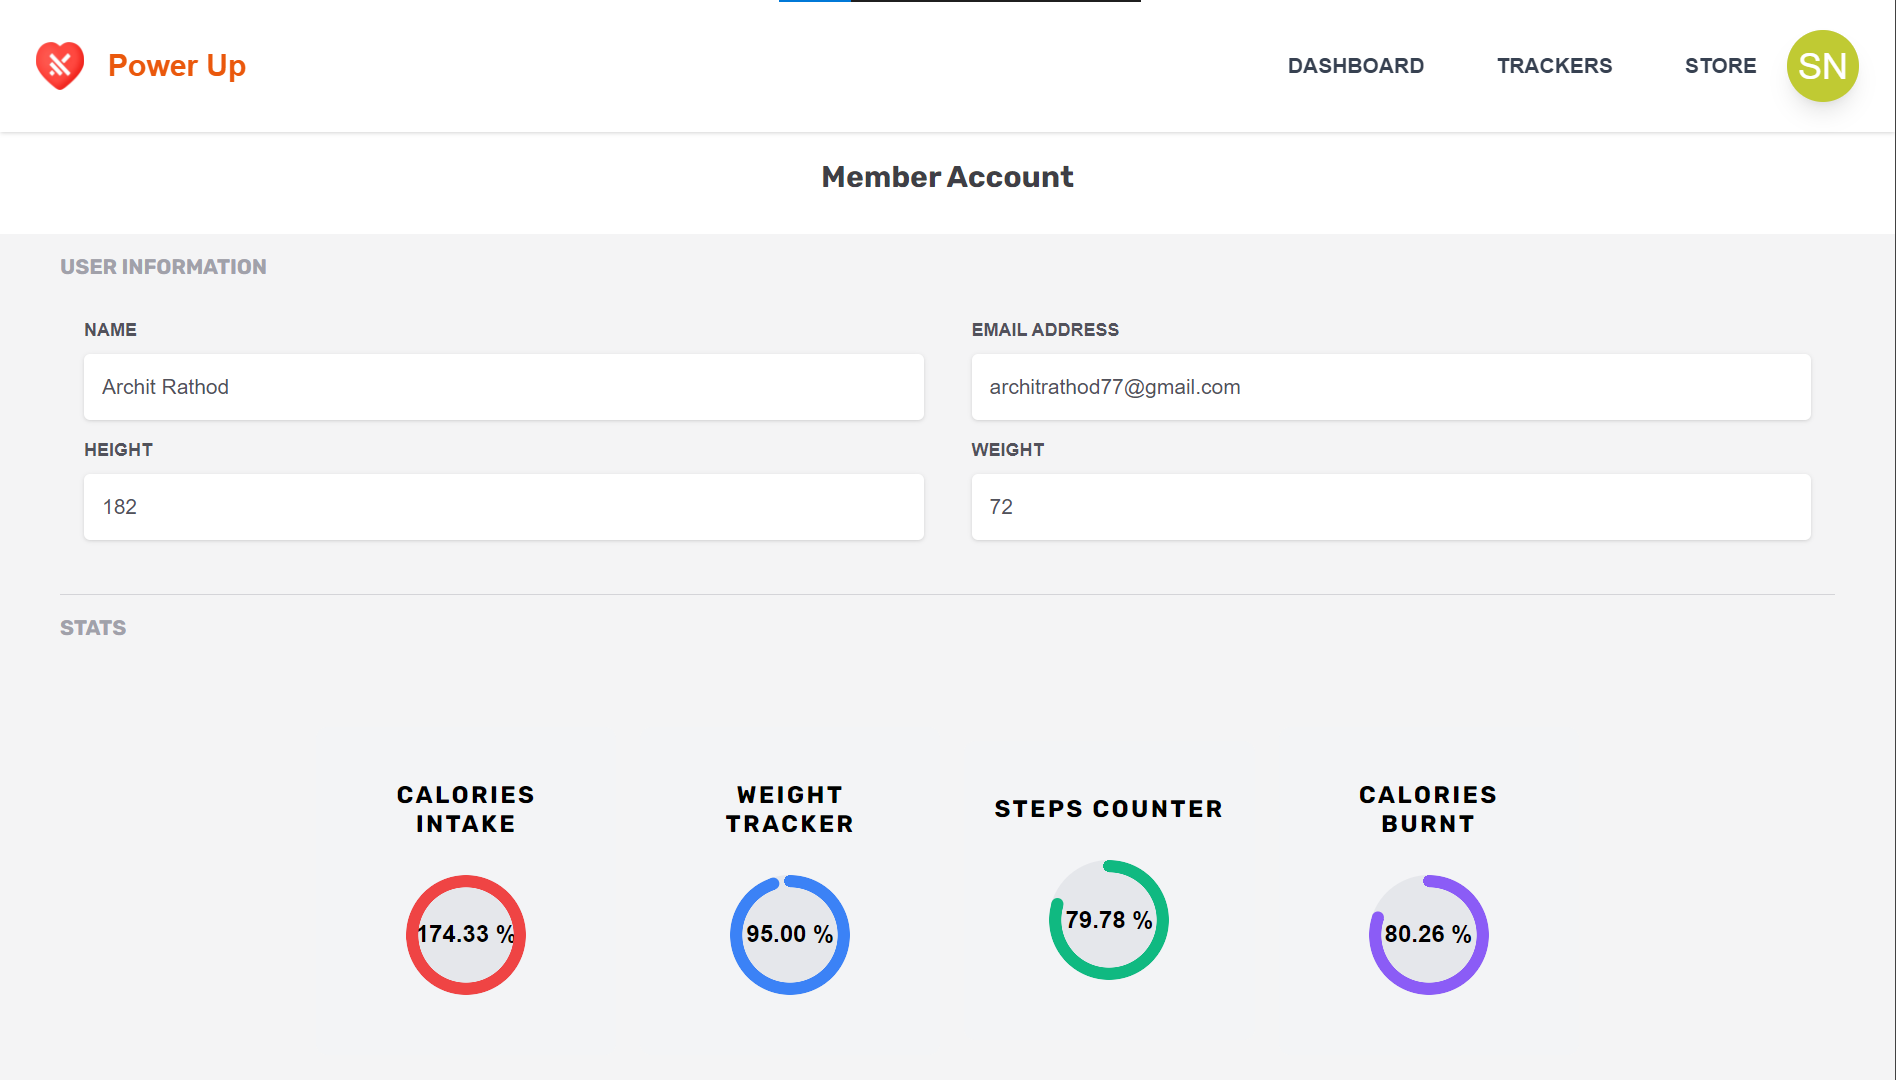 Power Up
DASHBOARD
TRACKERS
STORE
SN
Member Account
USER INFORMATION
NAME
EMAIL ADDRESS
Archit Rathod
architrathod77@gmail.com
HEIGHT
WEIGHT
182
72
STATS
CALORIES
INTAKE
174.33 %
WEIGHT
TRACKER
95.00 %
STEPS COUNTER
79.78 %
CALORIES
BURNT
80.26 %